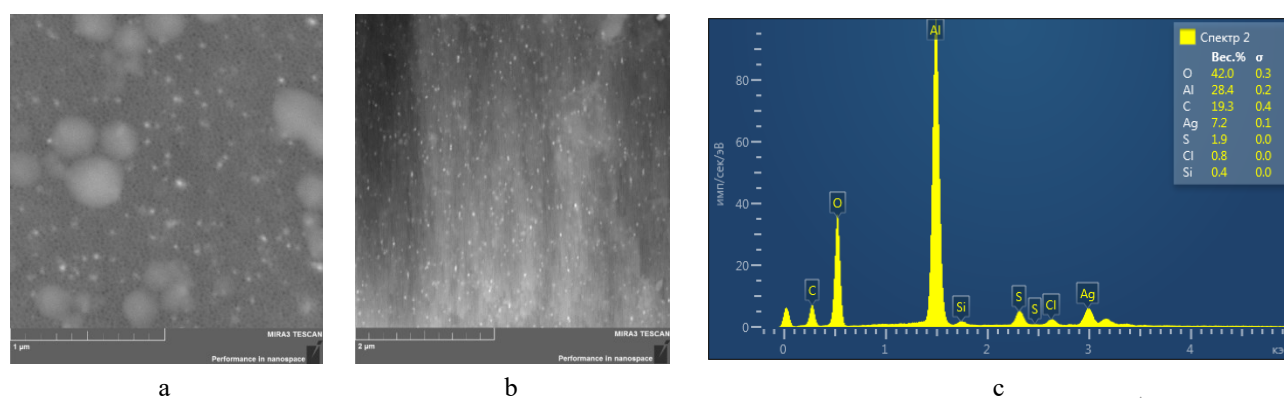 1 µm
MIRA3 TESCAN
Performance in nanospace
2 µm
MIRA3 TESCAN
Performance in nanospace
Al
O
C
Si
S
S
Cl
Ag
имп/сек/эВ
80
60
40
20
0
0
1
2
3
4
кэ
Спектр 2
Вес.% σ
O 42.0 0.3
Al 28.4 0.2
C 19.3 0.4
Ag 7.2 0.1
S 1.9 0.0
Cl 0.8 0.0
Si 0.4 0.0
a
b
c